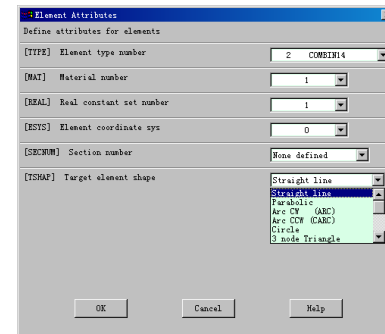 Element Attributes
Define attributes for elements
[TYPE] Element type number
2 COMBIN14
[MAT] Material number
1
[REAL] Real constant set number
1
[ESYS] Element coordinate sys
0
[SECNUM] Section number
None defined
[TSHAP] Target element shape
Straight line
Straight line
Parabolic
Arc CW (ARC)
Arc CCW (CARC)
Circle
3 node Triangle
OK Cancel Help